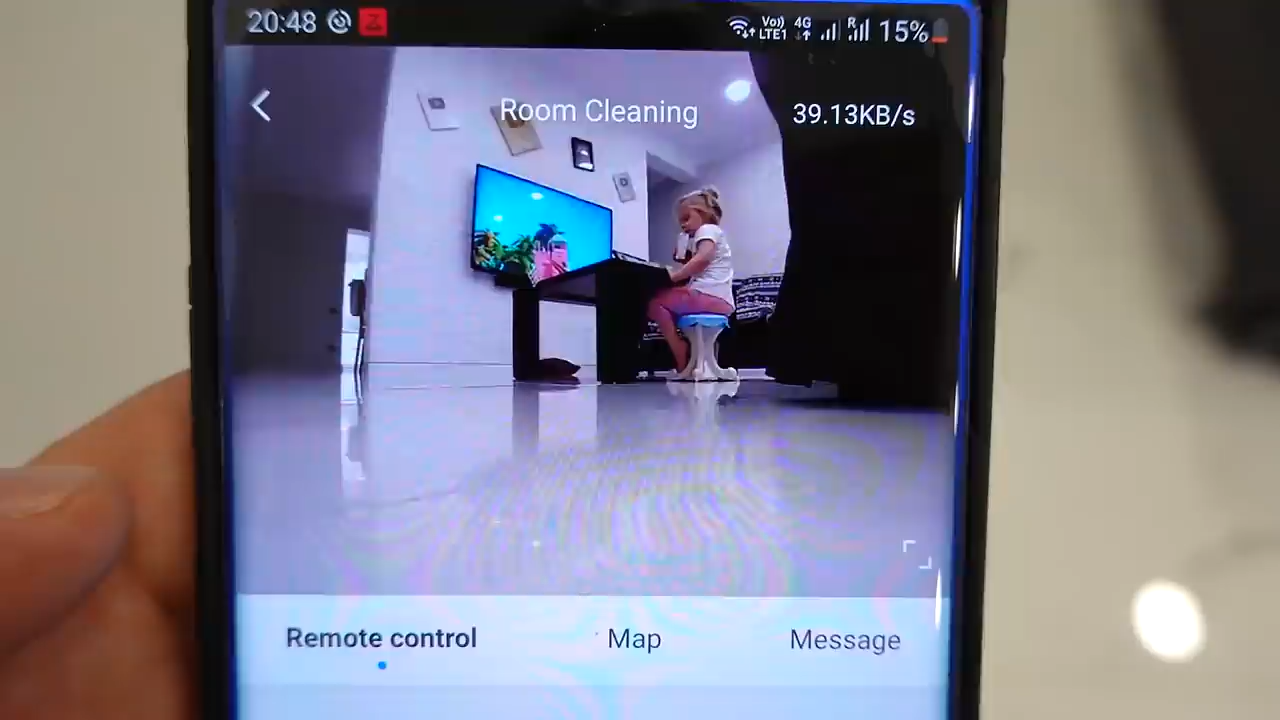 20:48
Vo)) LTE1 4G R 15%
Room Cleaning
39.13KB/s
Remote control
Map
Message